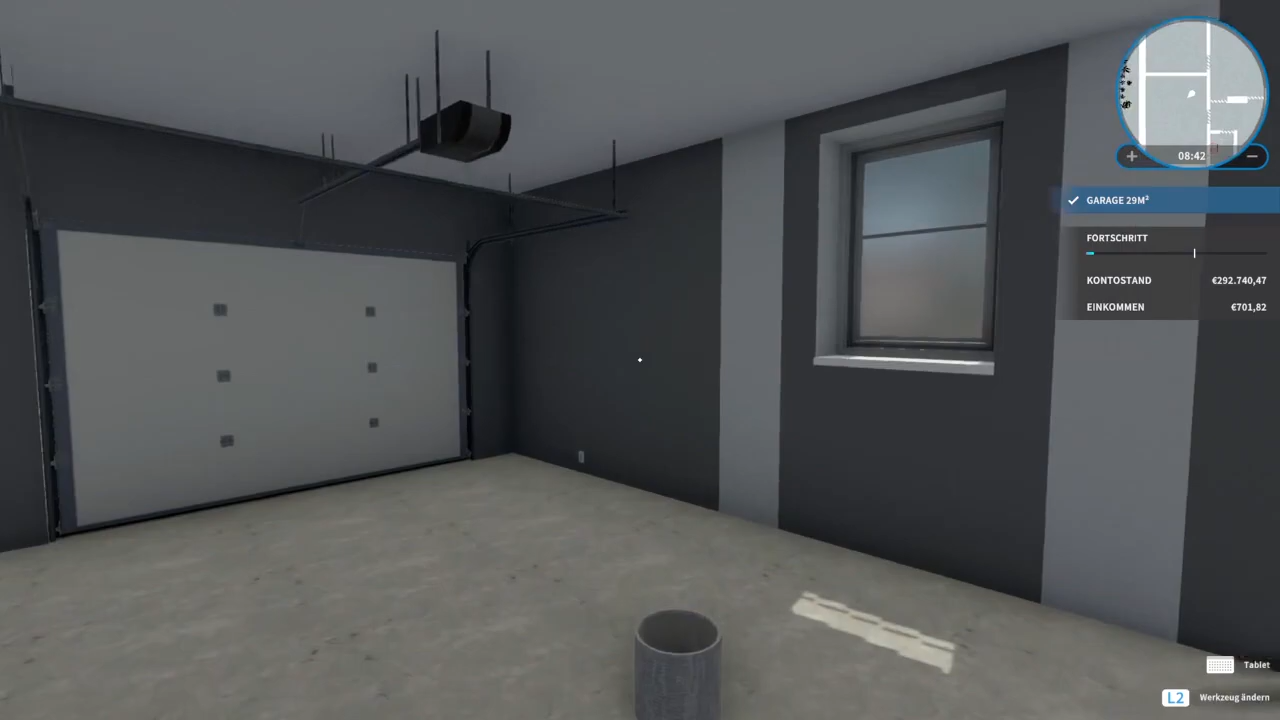 + 08:42 −
GARAGE 29M²
FORTSCHRITT
KONTOSTAND €292.740,47
EINKOMMEN €701,82
Tablet
L2 Werkzeug ändern